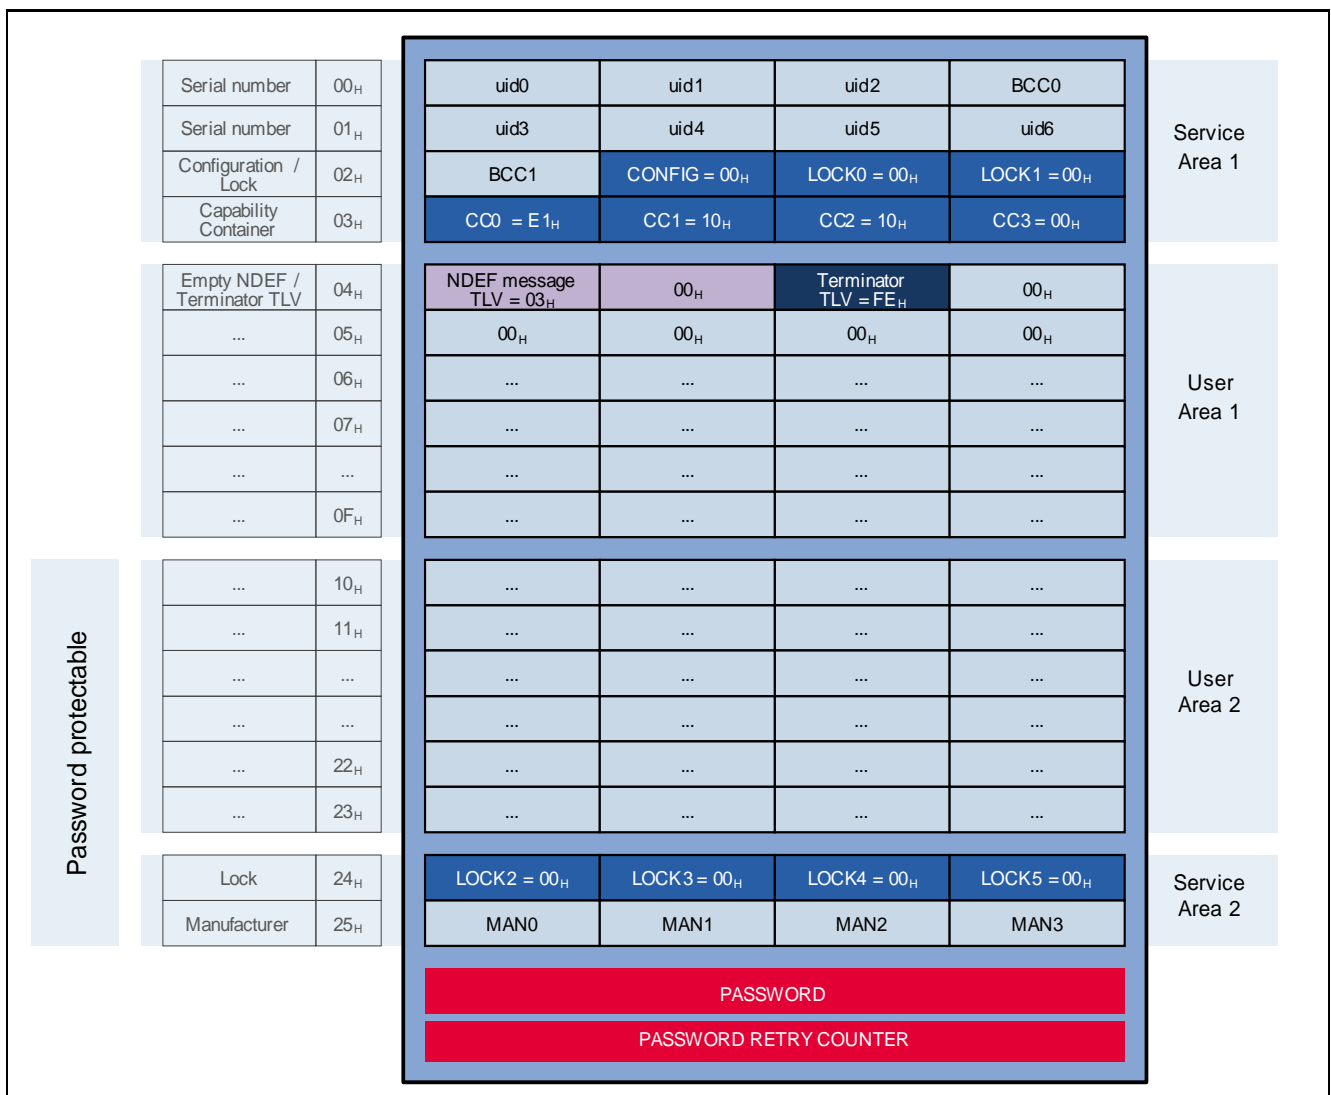 Serial number 00H uid0 uid1 uid2 BCC0
Serial number 01H uid3 uid4 uid5 uid6
Service
Area 1
Configuration /
Lock
02H BCC1 CONFIG = 00H LOCK0 = 00H LOCK1 = 00H
Capability
Container
03H CC0 = E1H CC1 = 10H CC2 = 10H CC3 = 00H
Empty NDEF /
Terminator TLV
04H
NDEF message
TLV = 03H
00H
Terminator
TLV = FEH
00H
... 05H 00H 00H 00H 00H
... 06H ... ... ... ...
User
Area 1
... 07H ... ... ... ...
... ... ... ... ... ...
... 0FH ... ... ... ...
Password protectable
... 10H ... ... ... ...
... 11H ... ... ... ...
... ... ... ... ... ...
User
Area 2
... ... ... ... ... ...
... 22H ... ... ... ...
... 23H ... ... ... ...
Lock 24H LOCK2 = 00H LOCK3 = 00H LOCK4 = 00H LOCK5 = 00H
Service
Area 2
Manufacturer 25H MAN0 MAN1 MAN2 MAN3
PASSWORD
PASSWORD RETRY COUNTER